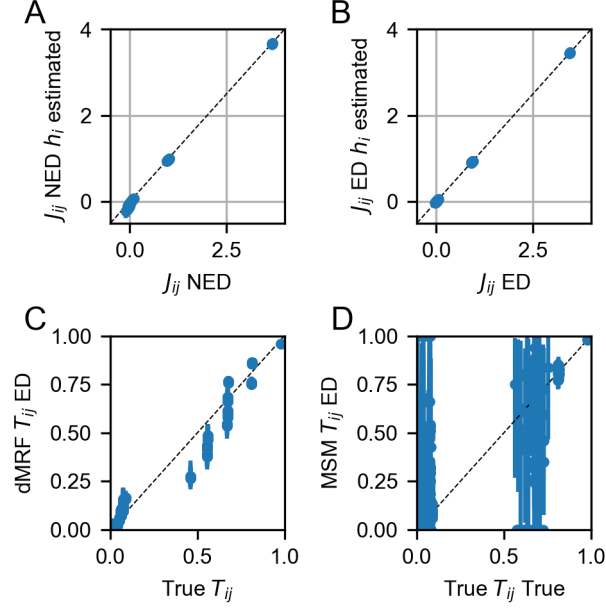 A
B
4
2
0
J_ij NED h_i estimated
0.0
2.5
J_ij NED
4
2
0
J_ij ED h_i estimated
0.0
2.5
J_ij ED
C
D
1.00
0.75
0.50
0.25
0.00
dMRF T_ij ED
0.0
0.5
1.0
True T_ij
1.00
0.75
0.50
0.25
0.00
MSM T_ij ED
0.0
0.5
1.0
True T_ij True